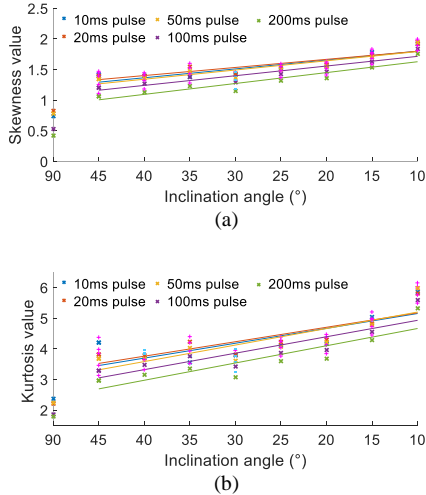 2.5
10ms pulse 50ms pulse 200ms pulse
20ms pulse 100ms pulse
2
1.5
1
0.5
0
Skewness value
90 45 40 35 30 25 20 15 10
Inclination angle (°)
(a)
10ms pulse 50ms pulse 200ms pulse
20ms pulse 100ms pulse
6
5
4
3
2
Kurtosis value
90 45 40 35 30 25 20 15 10
Inclination angle (°)
(b)